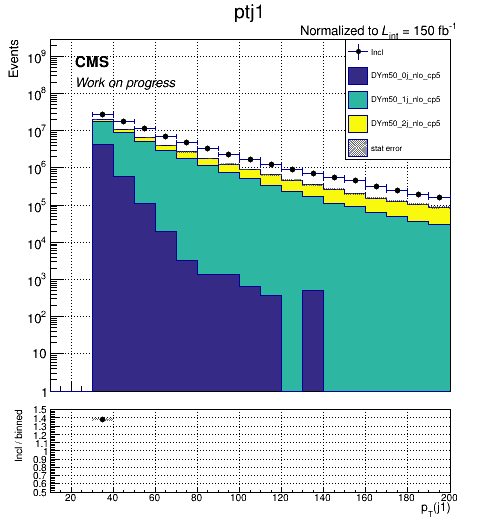 ptj1
Normalized to L_int = 150 fb^-1
Events
CMS
Work on progress
Incl
DYm50_0j_nlo_cp5
DYm50_1j_nlo_cp5
DYm50_2j_nlo_cp5
stat error
10^9
10^8
10^7
10^6
10^5
10^4
10^3
10^2
10
1
Incl / binned
1.5
1.4
1.3
1.2
1.1
1
0.9
0.8
0.7
0.6
0.5
20 40 60 80 100 120 140 160 180 200
p_T(j1)